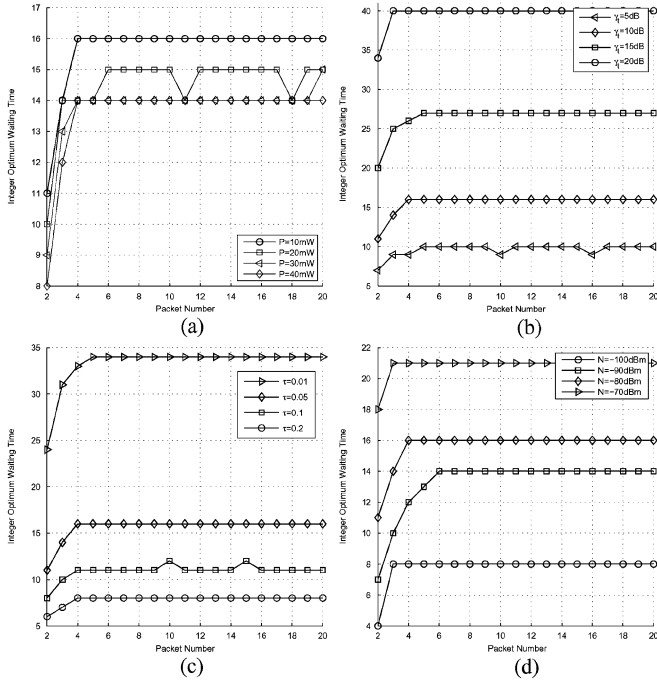 17
16
15
14
13
12
11
10
9
8
Integer Optimum Waiting Time
2 4 6 8 10 12 14 16 18 20
Packet Number
P=10mW
P=20mW
P=30mW
P=40mW
(a)
40
35
30
25
20
15
10
5
Integer Optimum Waiting Time
2 4 6 8 10 12 14 16 18 20
Packet Number
γt=5dB
γt=10dB
γt=15dB
γt=20dB
(b)
35
30
25
20
15
10
5
Integer Optimum Waiting Time
2 4 6 8 10 12 14 16 18 20
Packet Number
τ=0.01
τ=0.05
τ=0.1
τ=0.2
(c)
22
20
18
16
14
12
10
8
6
4
Integer Optimum Waiting Time
2 4 6 8 10 12 14 16 18 20
Packet Number
N=−100dBm
N=−90dBm
N=−80dBm
N=−70dBm
(d)